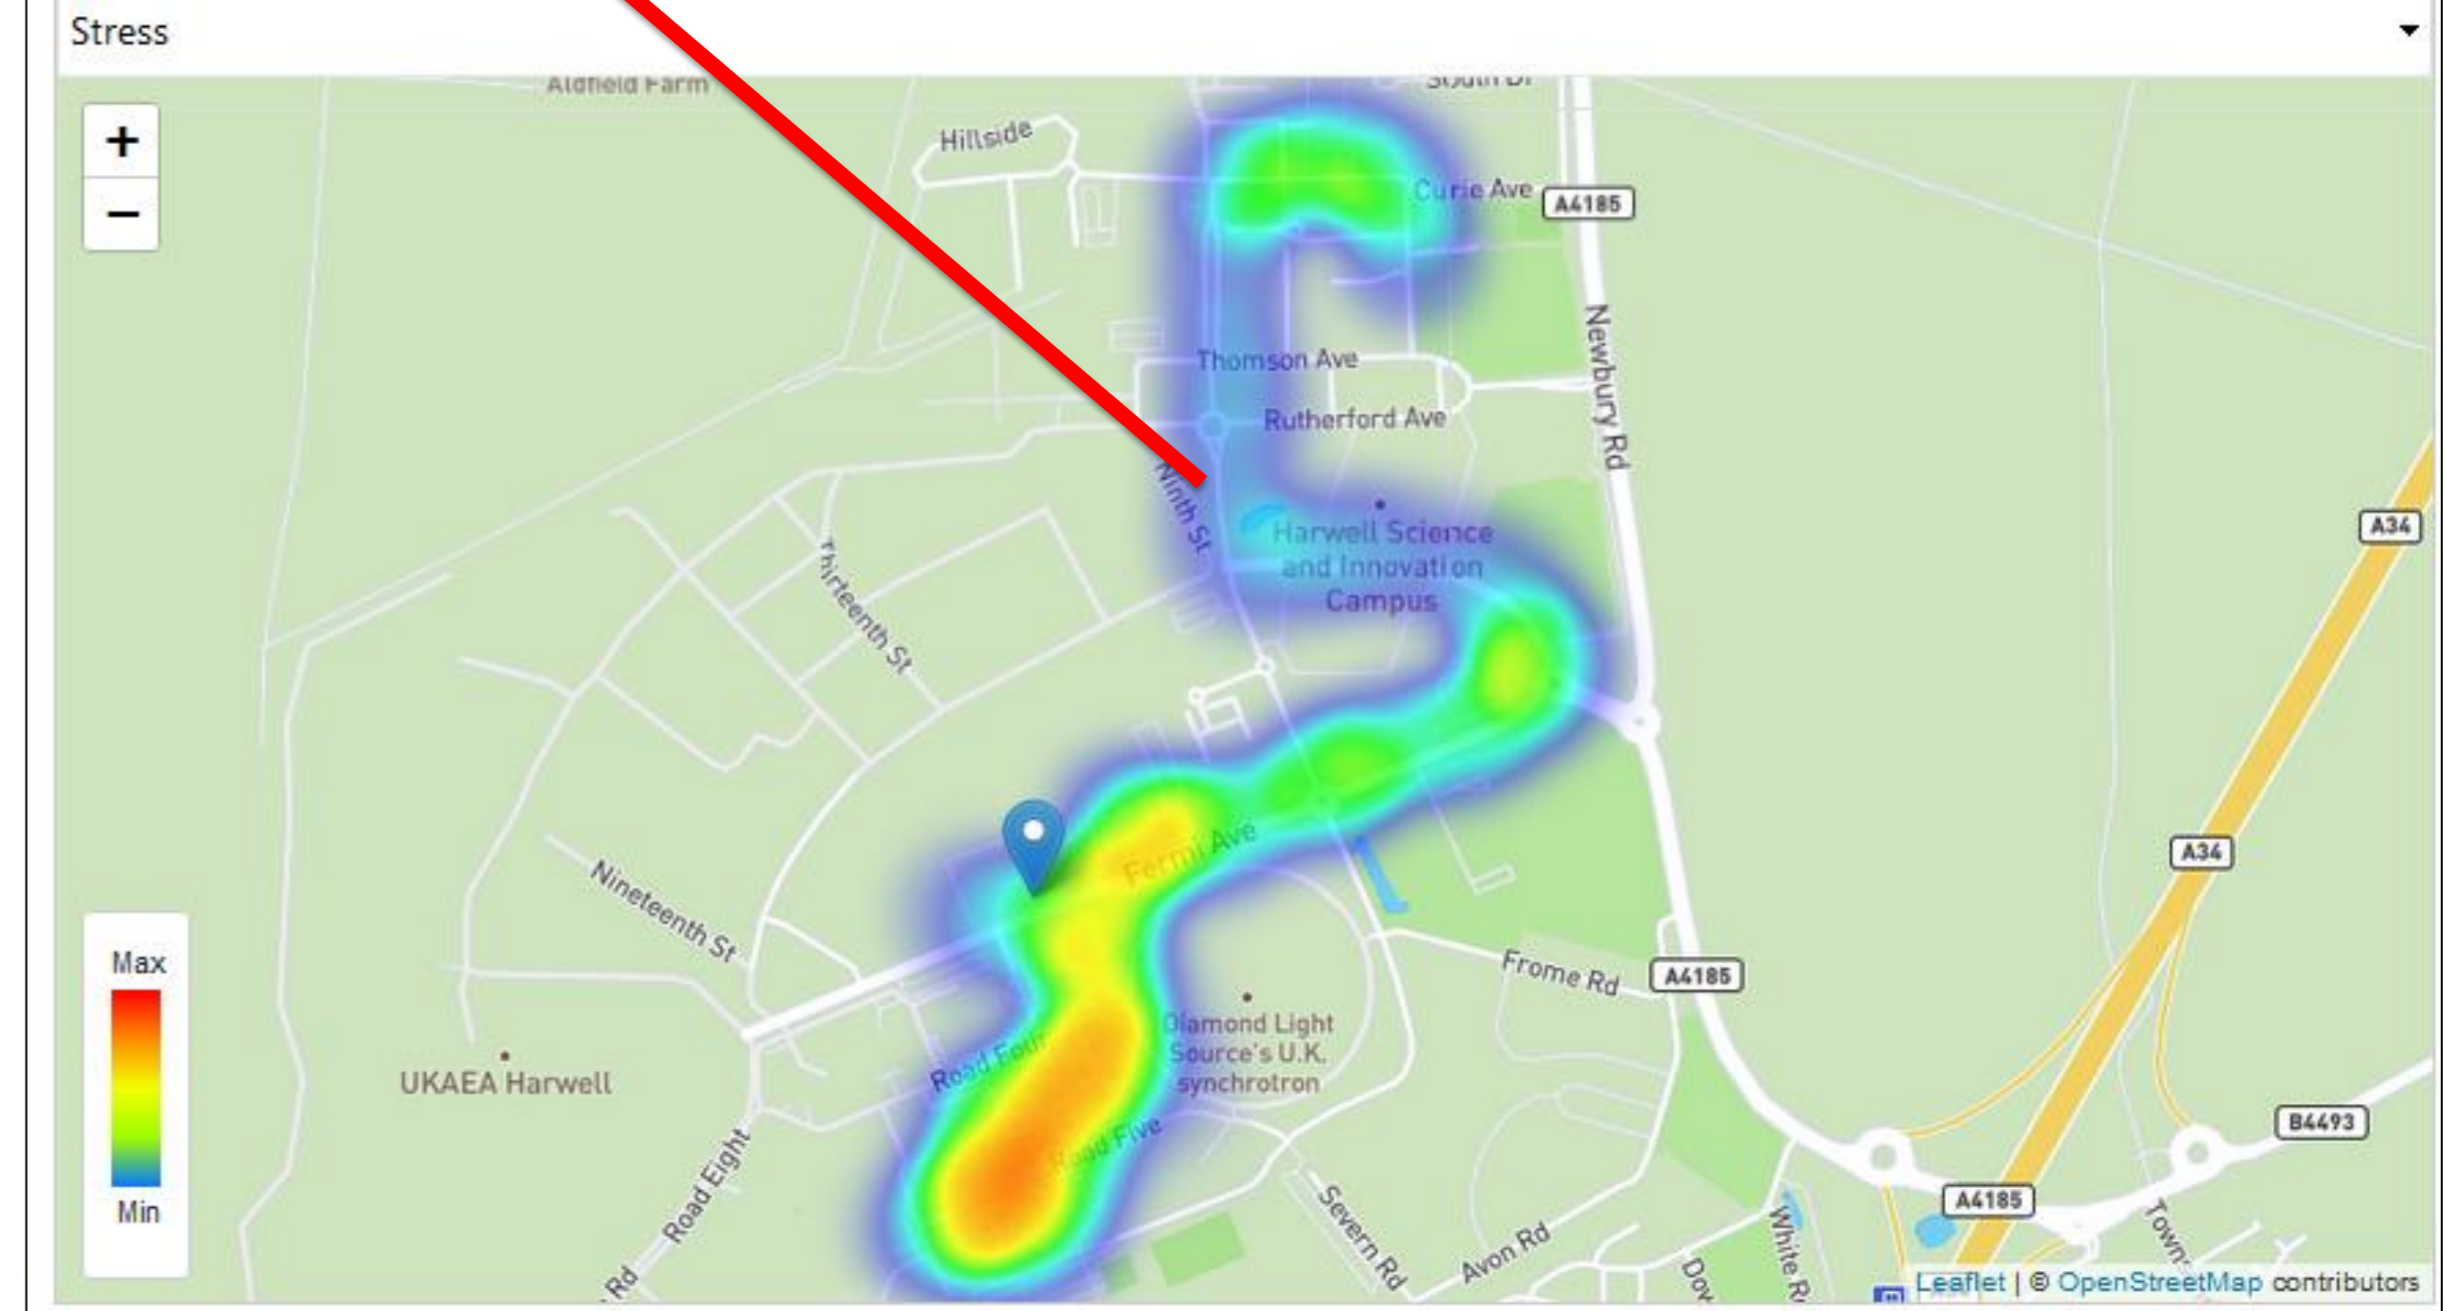 Stress
Aldfield Farm
South Dr
+
Hillside
−
Curie Ave
A4185
Newbury Rd
Thomson Ave
Rutherford Ave
Ninth St
Harwell Science
and Innovation
Campus
A34
Thirteenth St
A34
Fermi Ave
Nineteenth St
Max
Frome Rd
A4185
Diamond Light
Source's U.K.
synchrotron
Road Four
UKAEA Harwell
B4493
Road Five
Road Eight
Min
A4185
Severn Rd
Avon Rd
White R
Town
Dov
Rd
Leaflet | © OpenStreetMap contributors